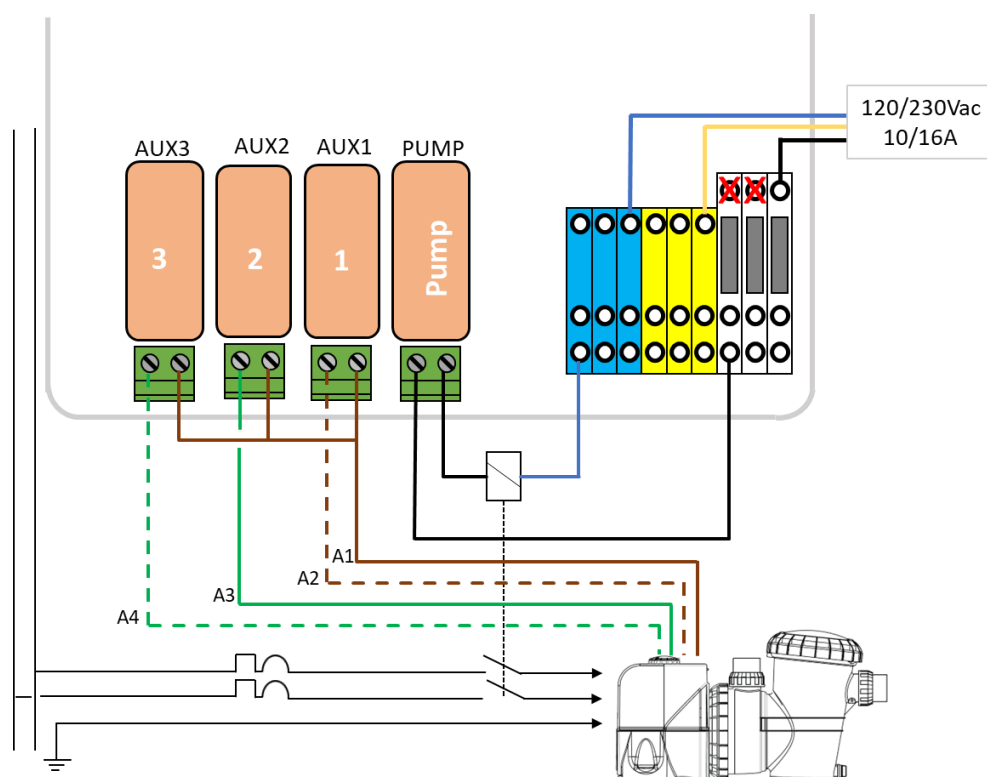 120/230Vac
10/16A
AUX3
AUX2
AUX1
PUMP
3
2
1
Pump
A1
A2
A3
A4